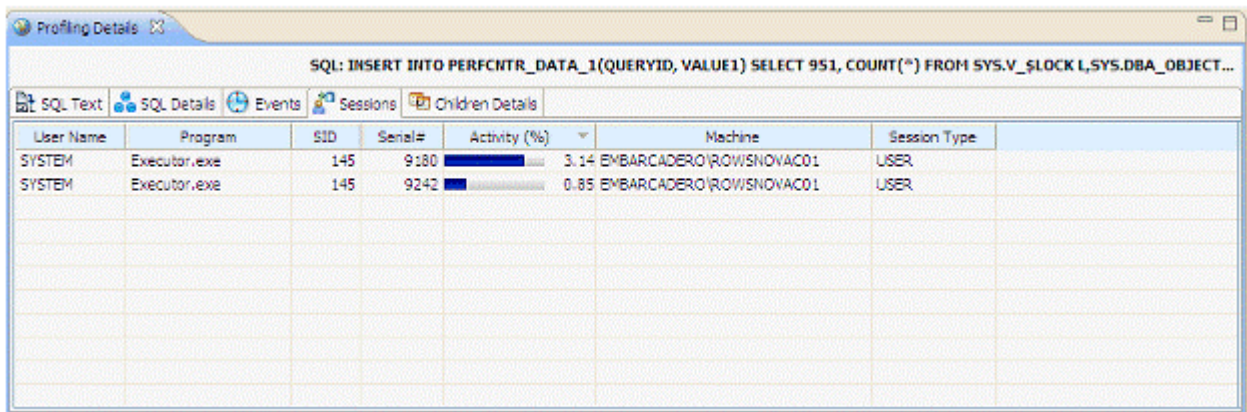 Profiling Details
SQL: INSERT INTO PERFCNTR_DATA_1(QUERYID, VALUE1) SELECT 951, COUNT(*) FROM SYS.V_$LOCK L,SYS.DBA_OBJECT...
SQL Text SQL Details Events Sessions Children Details
User Name Program SID Serial# Activity (%) Machine Session Type
SYSTEM Executor.exe 145 9180 3.14 EMBARCADERO\ROWSNOVAC01 USER
SYSTEM Executor.exe 145 9242 0.85 EMBARCADERO\ROWSNOVAC01 USER